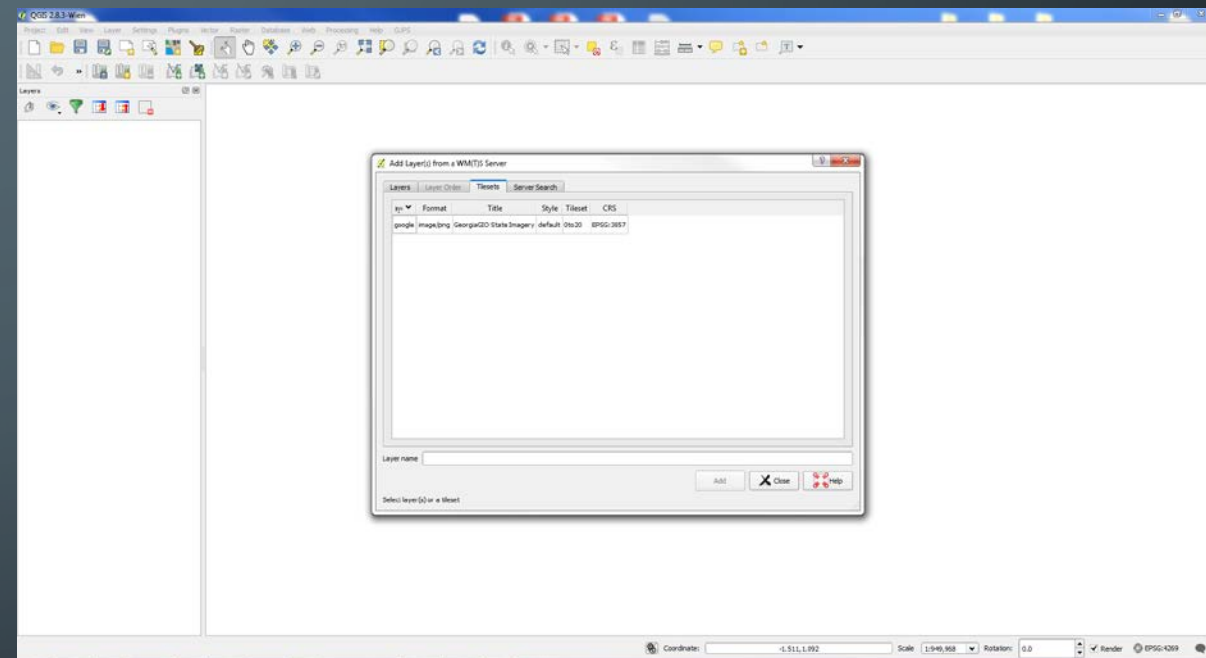 QGIS 2.8.3-Wien
Project Edit View Layer Settings Plugins Vector Raster Database Web Processing Help GIPS
Layers
Add Layer(s) from a WM(T)S Server
Layers Layer Order Tilesets Server Search
Format Title Style Tileset CRS
google image/png GeorgiaGIO State Imagery default 0to20 EPSG:3857
Layer name
Add Close Help
Select layer(s) or a tileset
Coordinate: -1.511,1.092 Scale 1:949,968 Rotation: 0.0 Render EPSG:4269